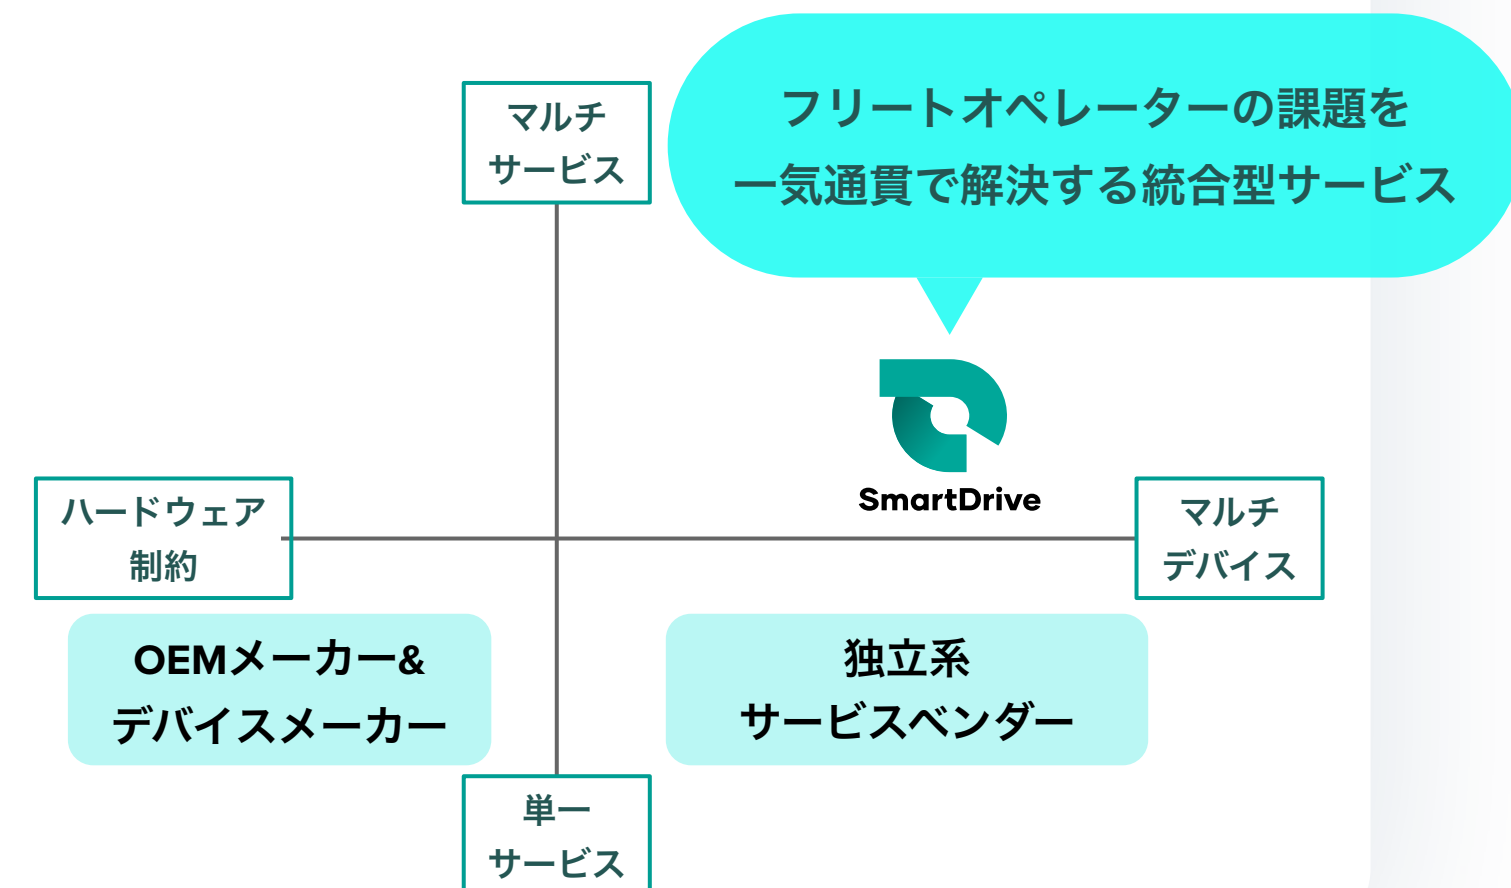 マルチ
サービス
フリートオペレーターの課題を
一気通貫で解決する統合型サービス
SmartDrive
ハードウェア
制約
マルチ
デバイス
OEMメーカー&
デバイスメーカー
独立系
サービスベンダー
単一
サービス